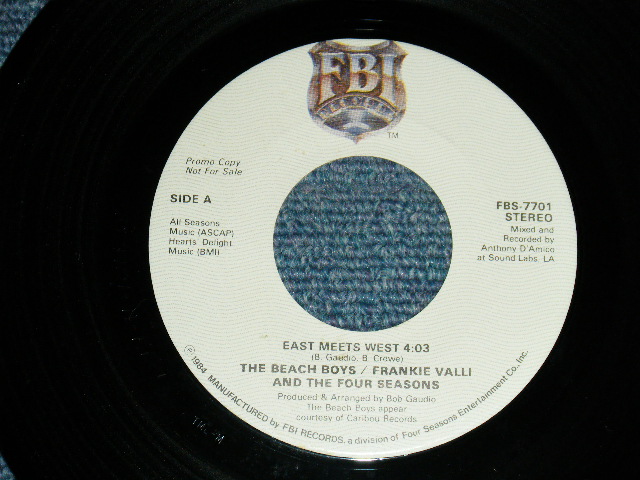 FBI
RECORDS
TM
Promo Copy
Not For Sale
SIDE A
All Seasons
Music (ASCAP)
Hearts Delight
Music (BMI)
FBS-7701
STEREO
Mixed and
Recorded by
Anthony D'Amico
at Sound Labs, LA
EAST MEETS WEST 4:03
(B. Gaudio, B. Crewe)
THE BEACH BOYS / FRANKIE VALLI
AND THE FOUR SEASONS
Produced & Arranged by Bob Gaudio
The Beach Boys appear
courtesy of Caribou Records
℗ 1984. MANUFACTURED by FBI RECORDS, a division of Four Seasons Entertainment Co., Inc.